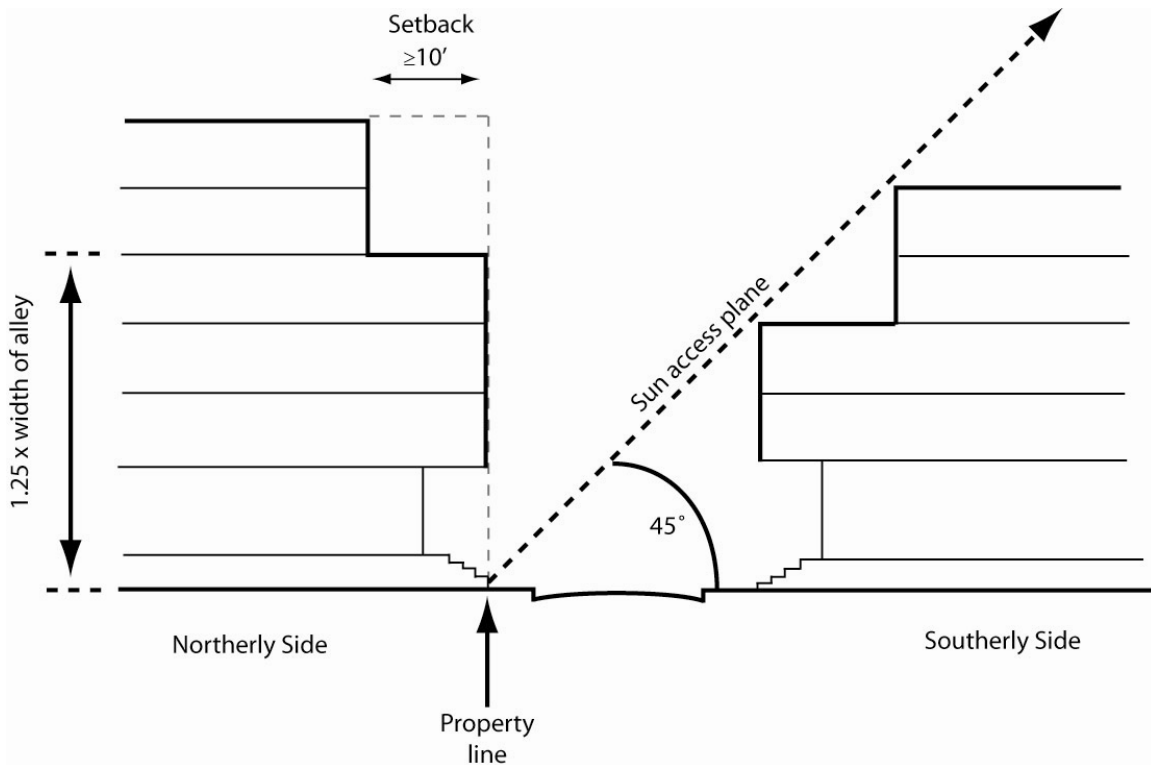 Setback
≥10’
1.25 x width of alley
Sun access plane
45°
Northerly Side
Southerly Side
Property
line